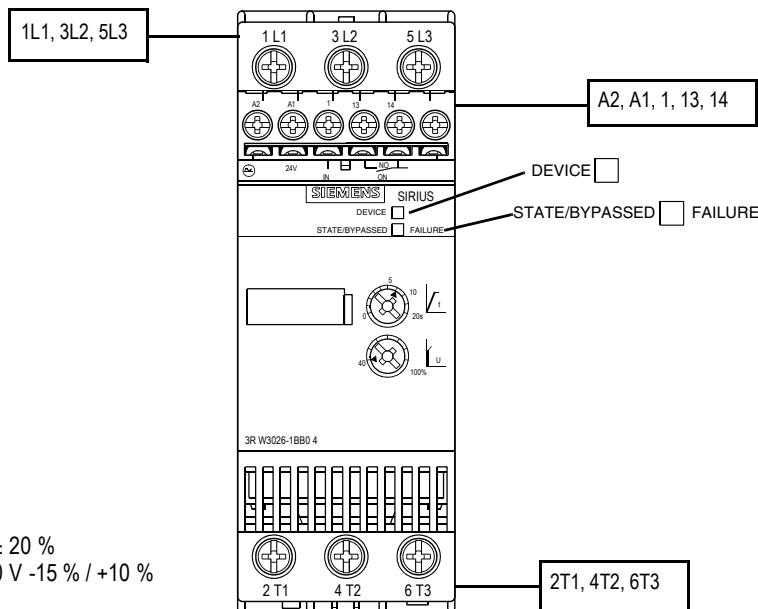 1L1, 3L2, 5L3
1 L1 3 L2 5 L3
A2, A1, 1, 13, 14
A2 A1 1 13 14
24V IN NO ON
SIEMENS SIRIUS
DEVICE
DEVICE
STATE/BYPASSED FAILURE
STATE/BYPASSED FAILURE
5
10
0 20s t
40 100% U
3R W3026-1BB0 4
20 %
V -15 % / +10 %
2 T1 4 T2 6 T3
2T1, 4T2, 6T3